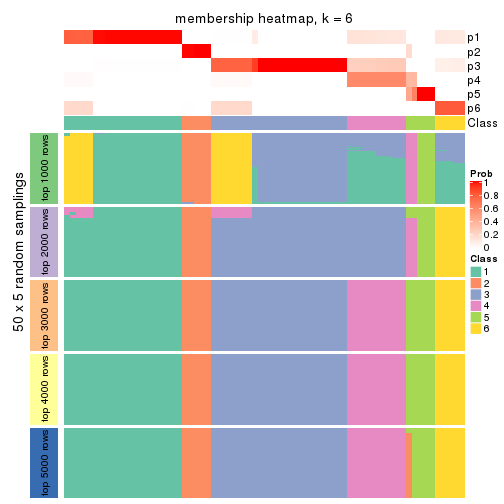 membership heatmap, k = 6
p1
p2
p3
p4
p5
p6
Class
50 x 5 random samplings
top 1000 rows
top 2000 rows
top 3000 rows
top 4000 rows
top 5000 rows
Prob
1
0.8
0.6
0.4
0.2
0
Class
1
2
3
4
5
6